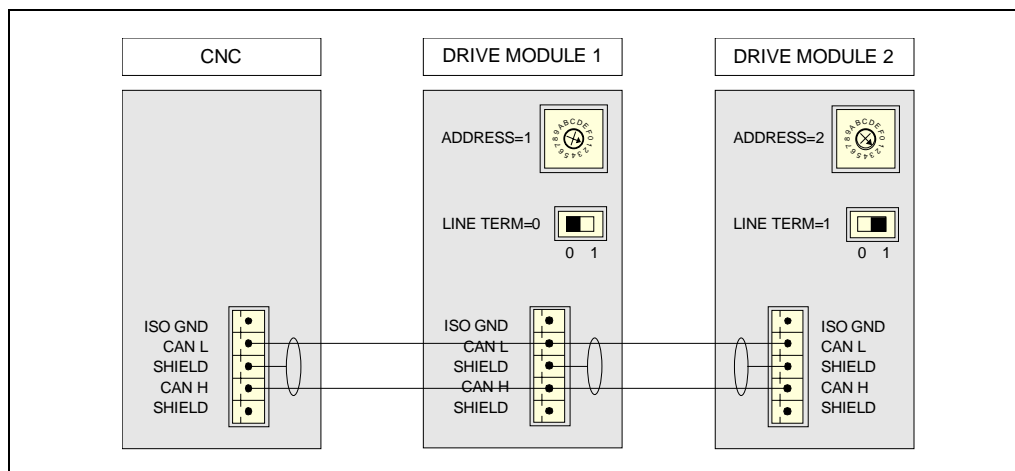 CNC
DRIVE MODULE 1
DRIVE MODULE 2
ADDRESS=1
0123456789ABCDEF
ADDRESS=2
0123456789ABCDEF
LINE TERM=0
0 1
LINE TERM=1
0 1
ISO GND
CAN L
SHIELD
CAN H
SHIELD
ISO GND
CAN L
SHIELD
CAN H
SHIELD
ISO GND
CAN L
SHIELD
CAN H
SHIELD